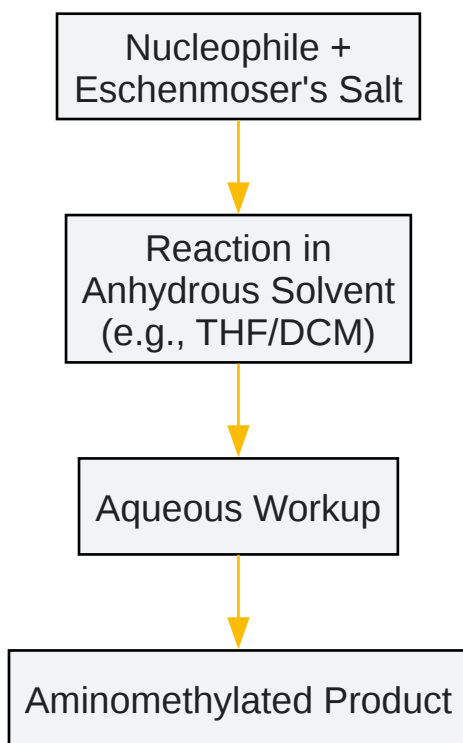 Nucleophile +
Eschenmoser's Salt
Reaction in
Anhydrous Solvent
(e.g., THF/DCM)
Aqueous Workup
Aminomethylated Product